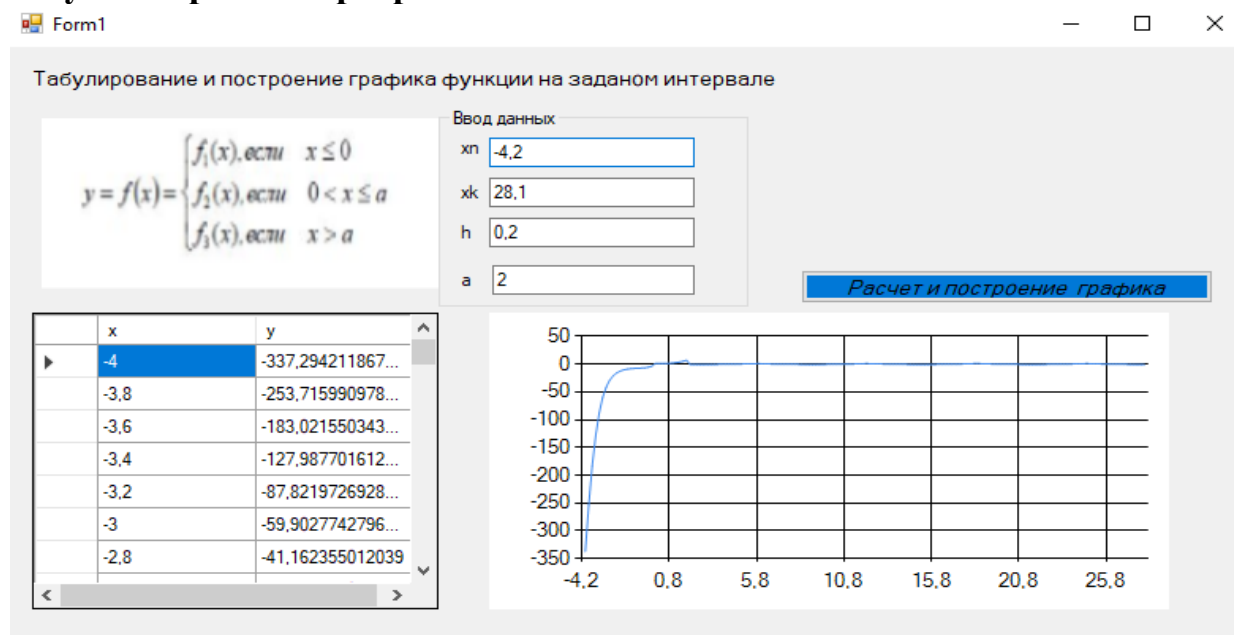 Form1
Табулирование и построение графика функции на заданом интервале
Ввод данных
y = f(x) = { f₁(x), если x ≤ 0
f₂(x), если 0 < x ≤ a
f₃(x), если x > a
xn -4,2
xk 28,1
h 0,2
a 2
Расчет и построение графика
x y
-4 -337,294211867...
-3,8 -253,715990978...
-3,6 -183,021550343...
-3,4 -127,987701612...
-3,2 -87,8219726928...
-3 -59,9027742796...
-2,8 -41,162355012039
50
0
-50
-100
-150
-200
-250
-300
-350
-4,2 0,8 5,8 10,8 15,8 20,8 25,8